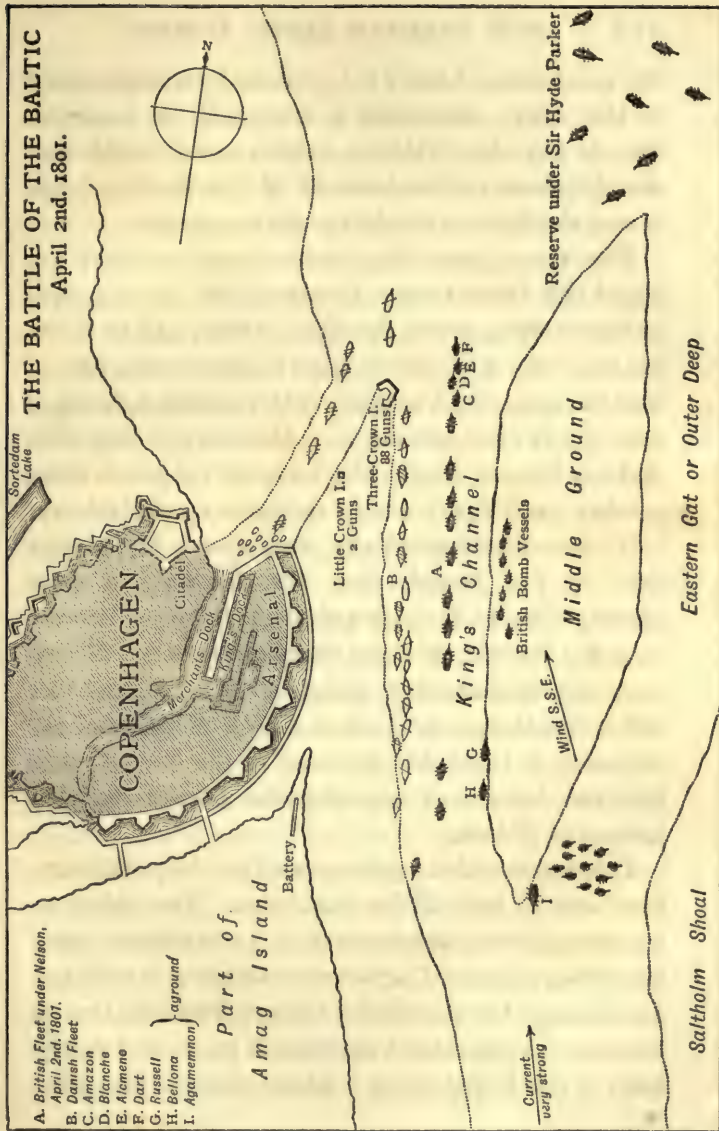 THE BATTLE OF THE BALTIC
April 2nd. 1801.
N
Sortedam
Lake
COPENHAGEN
Citadel
Merchants Dock
King's Dock
Arsenal
Little Crown I.
2 Guns
Three-Crown I.
88 Guns
Battery
Part of
Amag Island
A. British Fleet under Nelson,
April 2nd. 1801.
B. Danish Fleet
C. Amazon
D. Blanche
E. Alomene
F. Dart
G. Russell
H. Bellona
I. Agamemnon
aground
B
A
C D E F
King's Channel
H G
British Bomb Vessels
Reserve under Sir Hyde Parker
Middle Ground
Wind S.S.E.
I
Current
very strong
Eastern Gat or Outer Deep
Saltholm Shoal